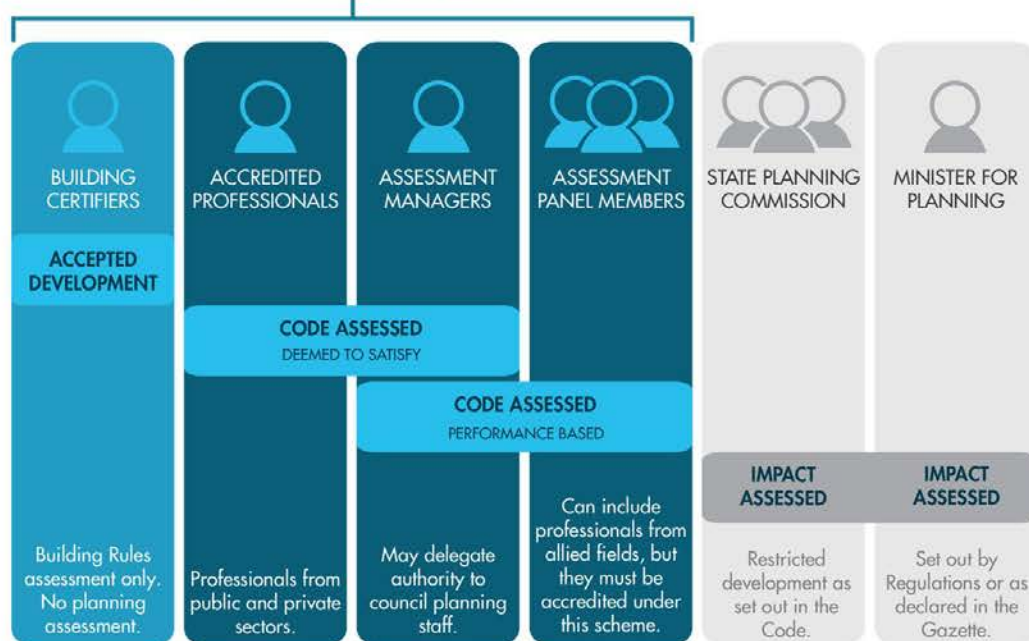 BUILDING
CERTIFIERS
ACCREDITED
PROFESSIONALS
ASSESSMENT
MANAGERS
ASSESSMENT
PANEL MEMBERS
STATE PLANNING
COMMISSION
MINISTER FOR
PLANNING
ACCEPTED
DEVELOPMENT
CODE ASSESSED
DEEMED TO SATISFY
CODE ASSESSED
PERFORMANCE BASED
IMPACT
ASSESSED
IMPACT
ASSESSED
Building Rules
assessment only.
No planning
assessment.
Professionals from
public and private
sectors.
May delegate
authority to
council planning
staff.
Can include
professionals from
allied fields, but
they must be
accredited under
this scheme.
Restricted
development as
set out in the
Code.
Set out by
Regulations or as
declared in the
Gazette.